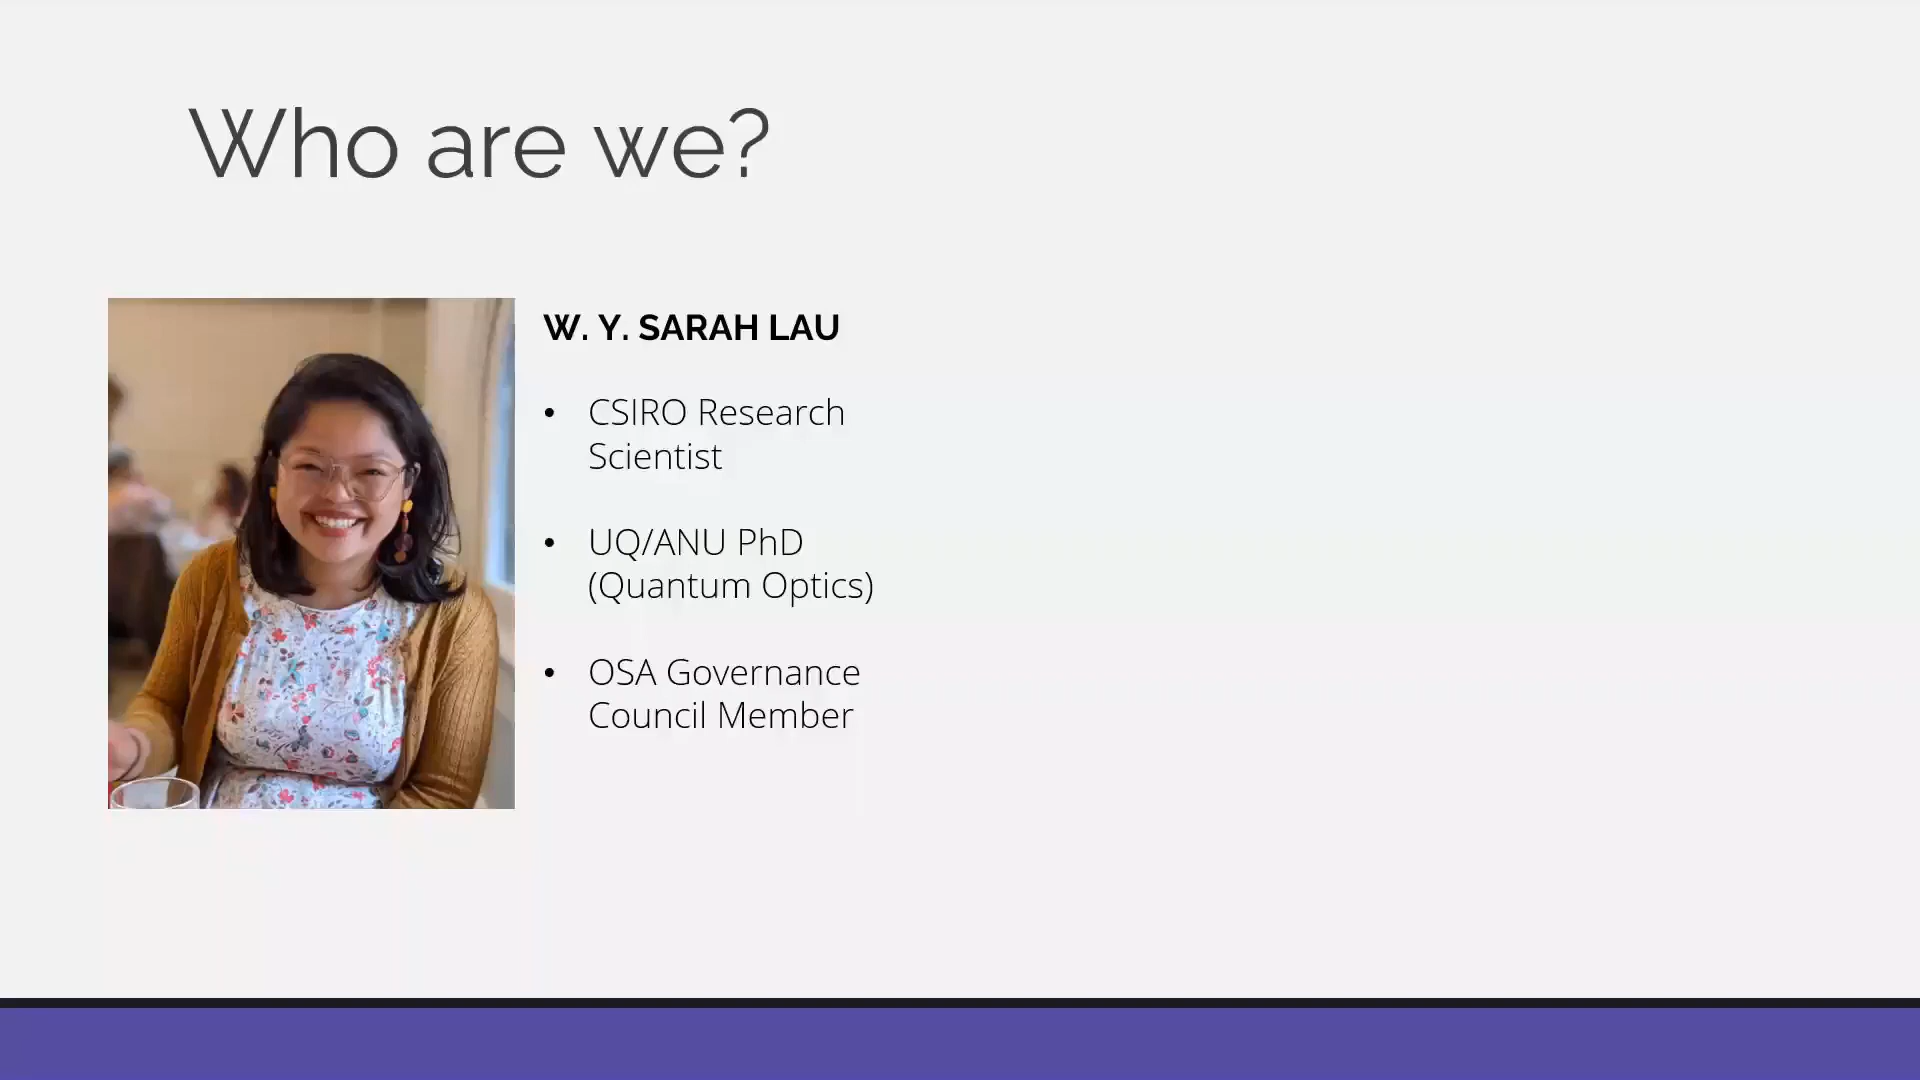 Who are we?
W. Y. SARAH LAU
• CSIRO Research
Scientist
• UQ/ANU PhD
(Quantum Optics)
• OSA Governance
Council Member